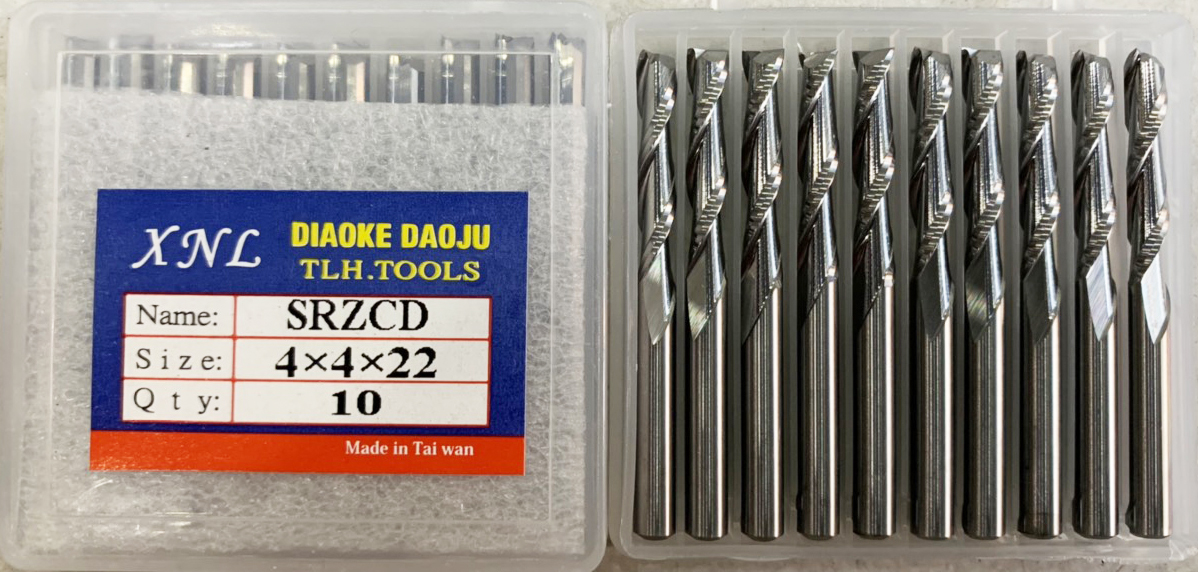 XNL
DIAOKE DAOJU
TLH.TOOLS
Name: SRZCD
Size: 4×4×22
Qty: 10
Made in Tai wan